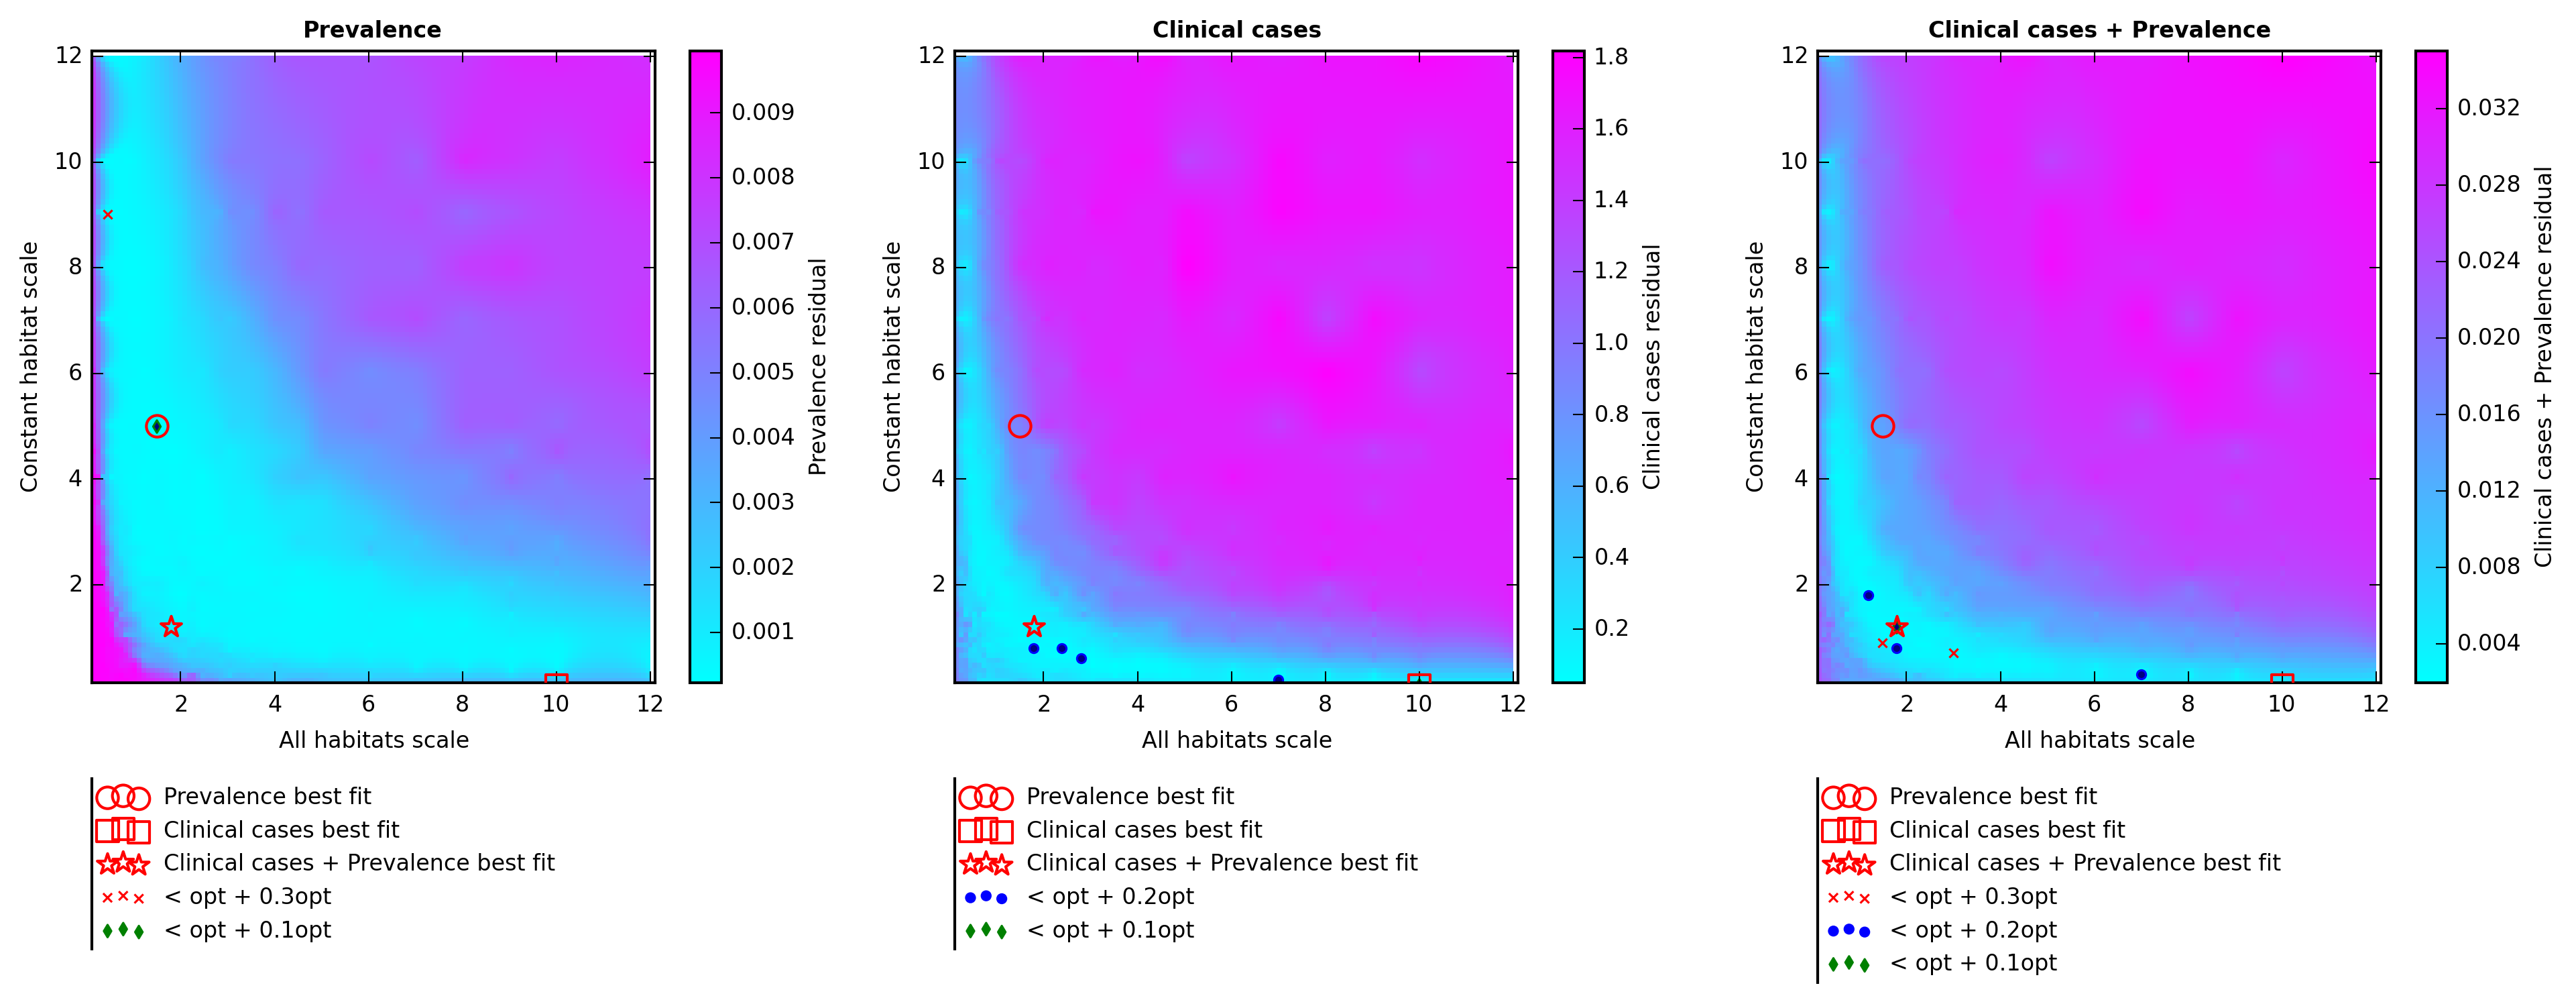 Prevalence
Constant habitat scale
12
10
8
6
4
2
2 4 6 8 10 12
All habitats scale
0.009
0.008
0.007
0.006
0.005
0.004
0.003
0.002
0.001
Prevalence residual
Prevalence best fit
Clinical cases best fit
Clinical cases + Prevalence best fit
< opt + 0.3opt
< opt + 0.1opt
Clinical cases
Constant habitat scale
12
10
8
6
4
2
2 4 6 8 10 12
All habitats scale
1.8
1.6
1.4
1.2
1.0
0.8
0.6
0.4
0.2
Clinical cases residual
Prevalence best fit
Clinical cases best fit
Clinical cases + Prevalence best fit
< opt + 0.2opt
< opt + 0.1opt
Clinical cases + Prevalence
Constant habitat scale
12
10
8
6
4
2
2 4 6 8 10 12
All habitats scale
0.032
0.028
0.024
0.020
0.016
0.012
0.008
0.004
Clinical cases + Prevalence residual
Prevalence best fit
Clinical cases best fit
Clinical cases + Prevalence best fit
< opt + 0.3opt
< opt + 0.2opt
< opt + 0.1opt